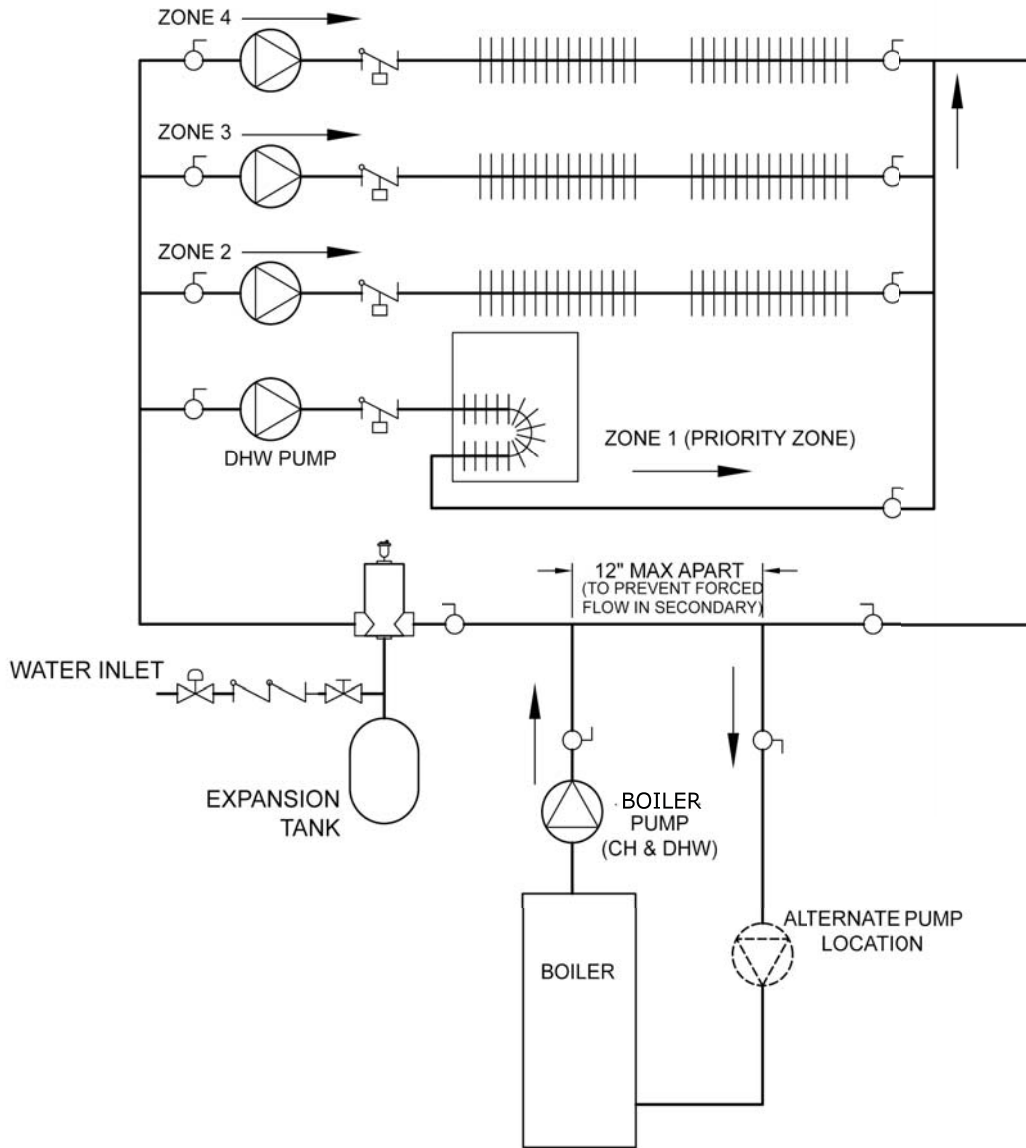 ZONE 4
ZONE 3
ZONE 2
DHW PUMP
ZONE 1 (PRIORITY ZONE)
12" MAX APART
(TO PREVENT FORCED
FLOW IN SECONDARY)
WATER INLET
EXPANSION
TANK
BOILER
PUMP
(CH & DHW)
ALTERNATE PUMP
LOCATION
BOILER